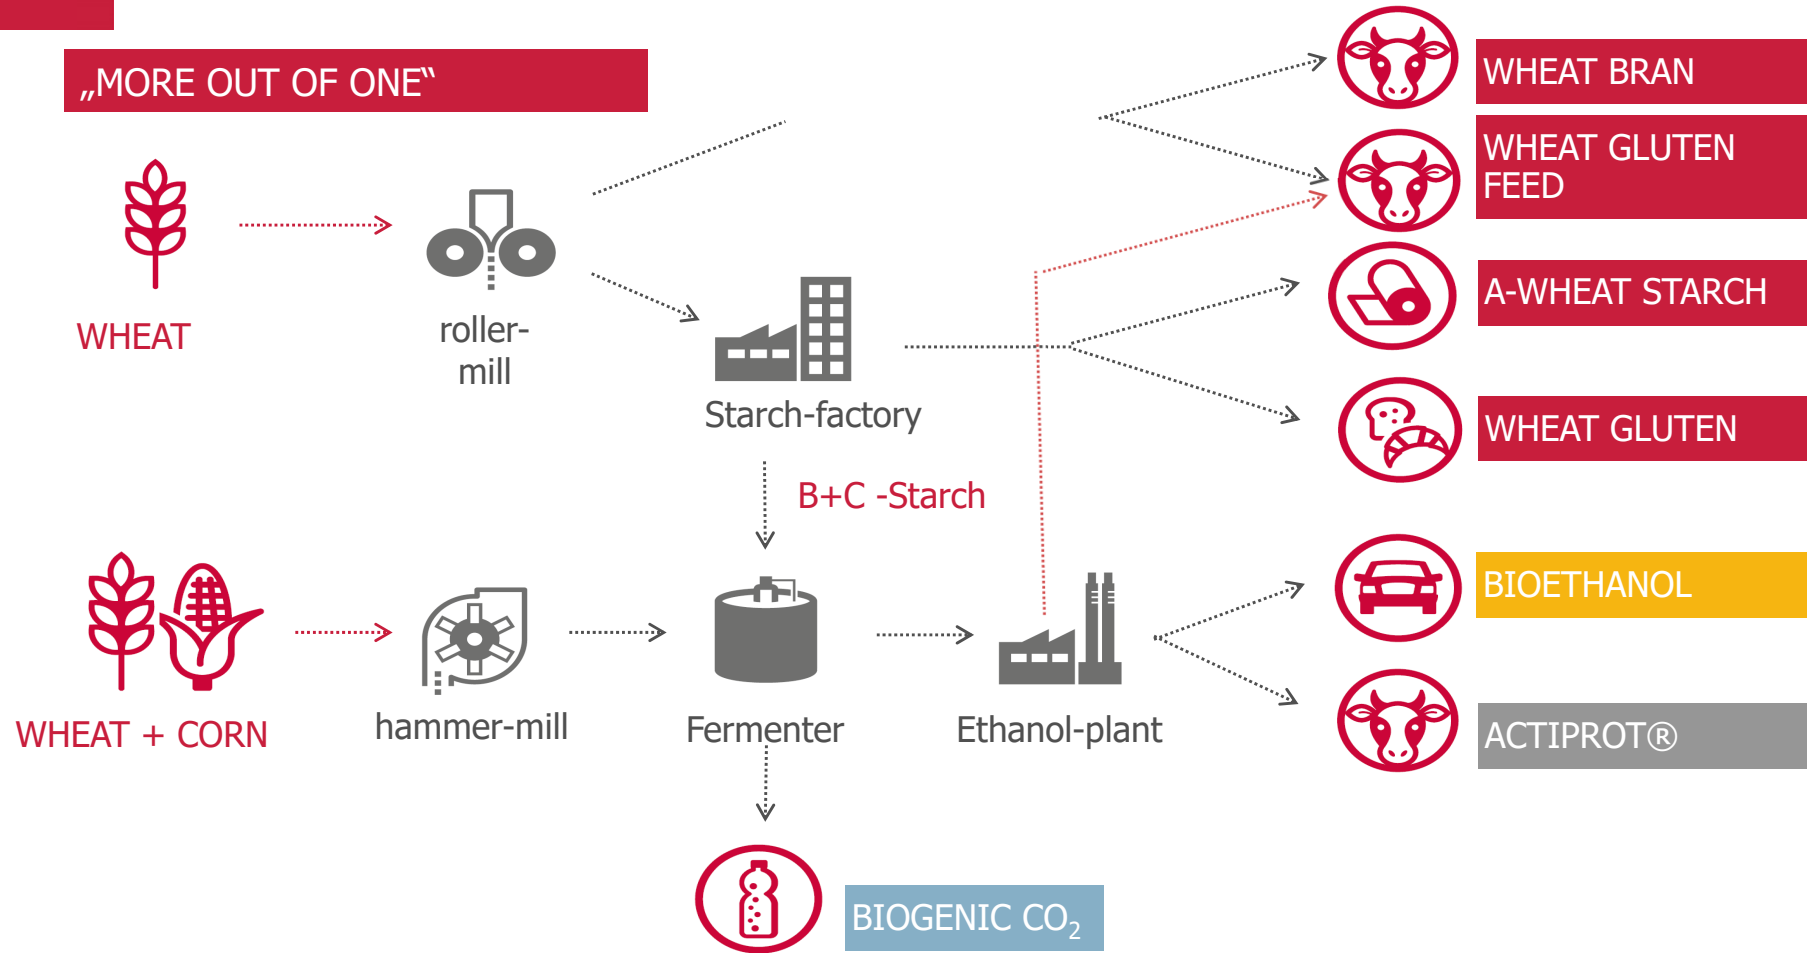 „MORE OUT OF ONE“
WHEAT BRAN
WHEAT GLUTEN
FEED
WHEAT
roller-
mill
A-WHEAT STARCH
Starch-factory
WHEAT GLUTEN
B+C -Starch
BIOETHANOL
WHEAT + CORN
hammer-mill
Fermenter
Ethanol-plant
ACTIPROT®
BIOGENIC CO₂